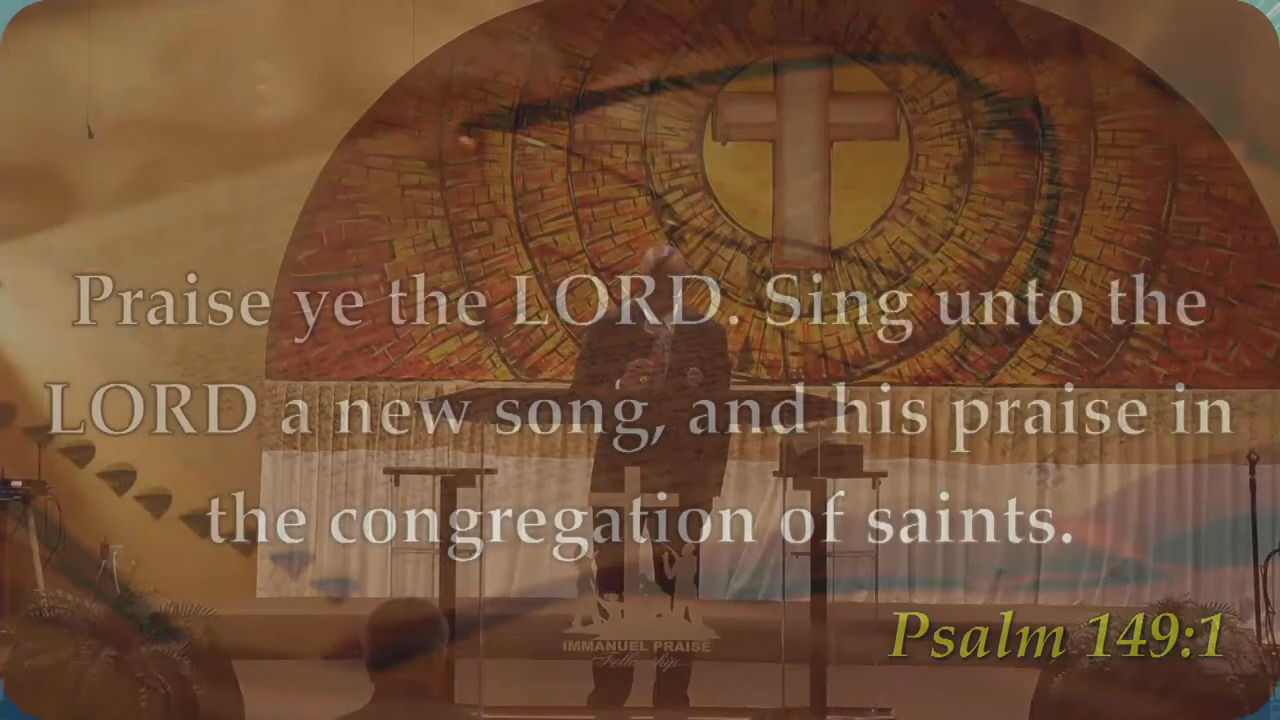 Praise ye the LORD. Sing unto the
LORD a new song, and his praise in
the congregation of saints.
Psalm 149:1
IMMANUEL PRAISE
Fellowship